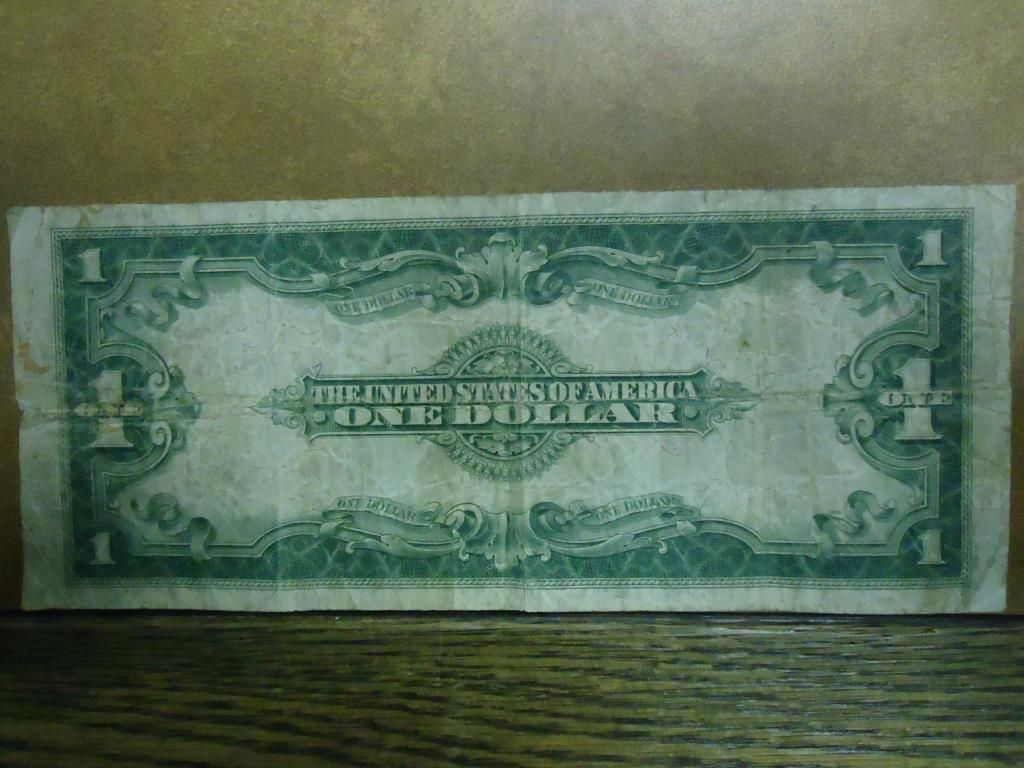 1 1
ONE DOLLAR ONE DOLLAR
THE UNITED STATES OF AMERICA
1 ONE ONE DOLLAR 1 ONE
ONE DOLLAR ONE DOLLAR
1 1